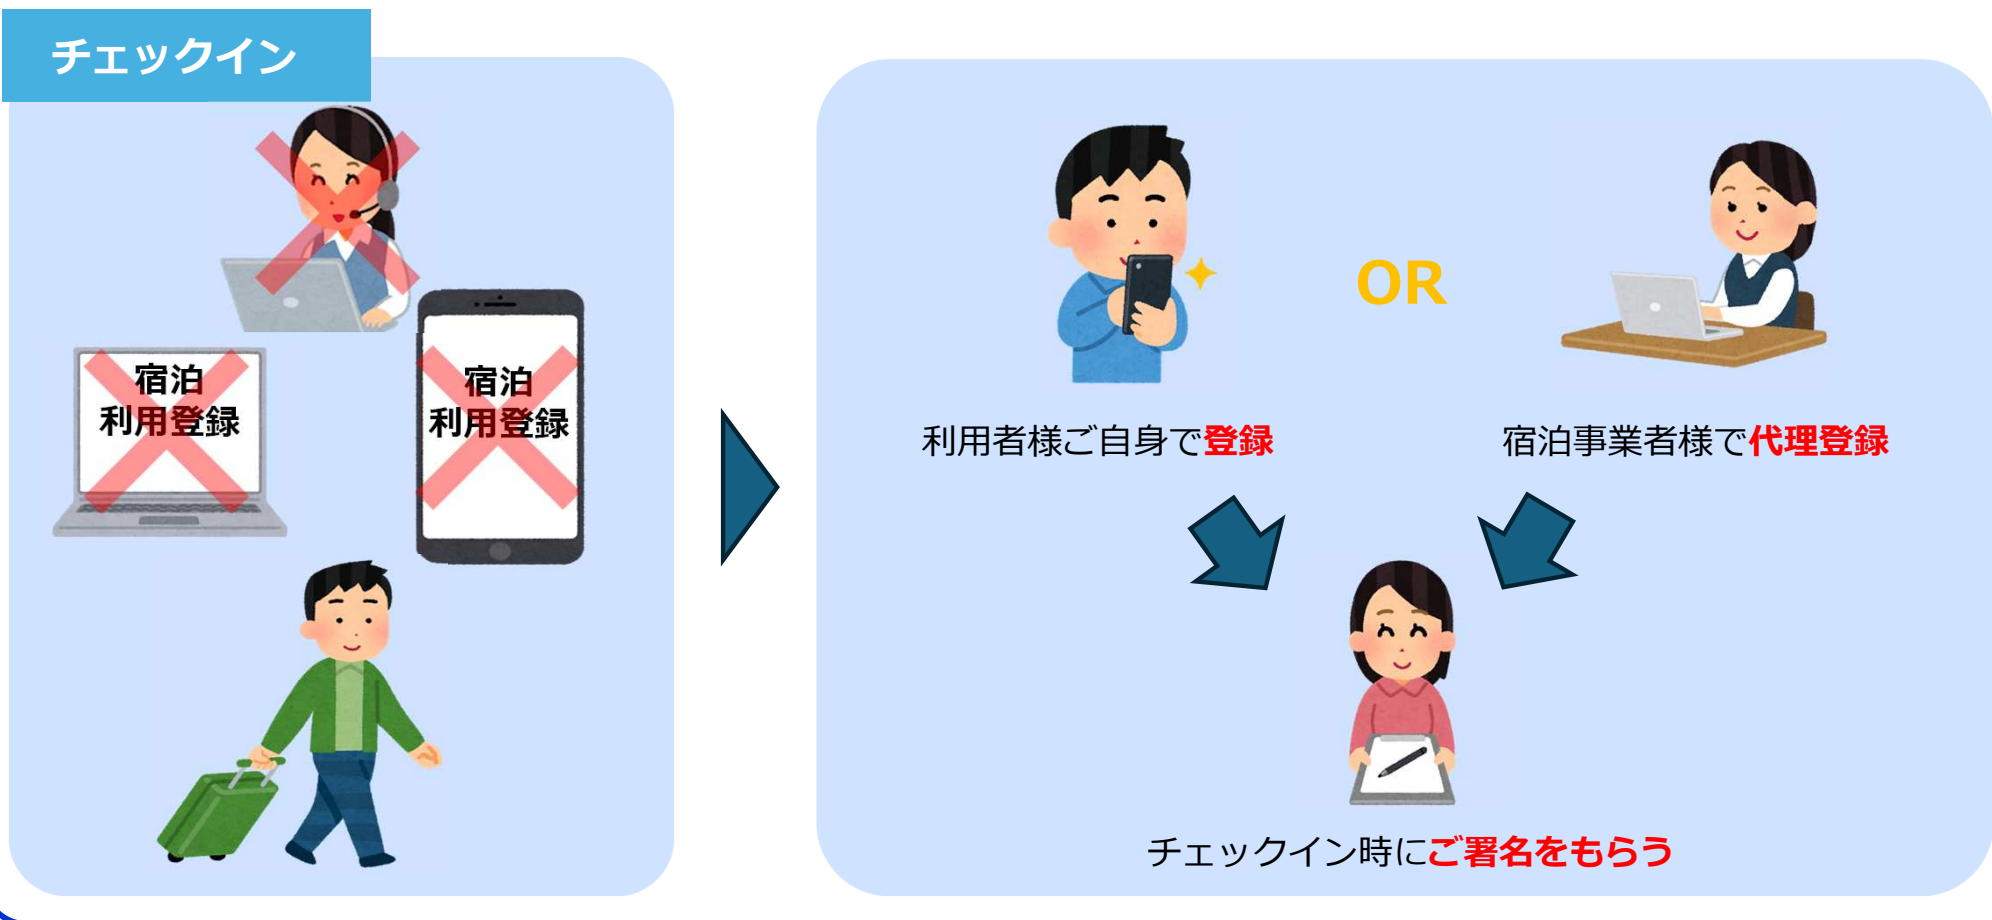 チェックイン
宿泊
利用登録
宿泊
利用登録
OR
利用者様ご自身で登録
宿泊事業者様で代理登録
チェックイン時にご署名をもらう